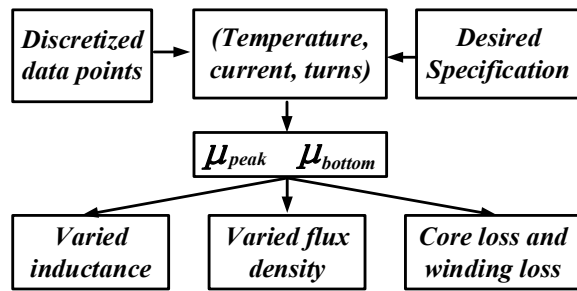 Discretized
data points
(Temperature,
current, turns)
Desired
Specification
μpeak μbottom
Varied
inductance
Varied flux
density
Core loss and
winding loss